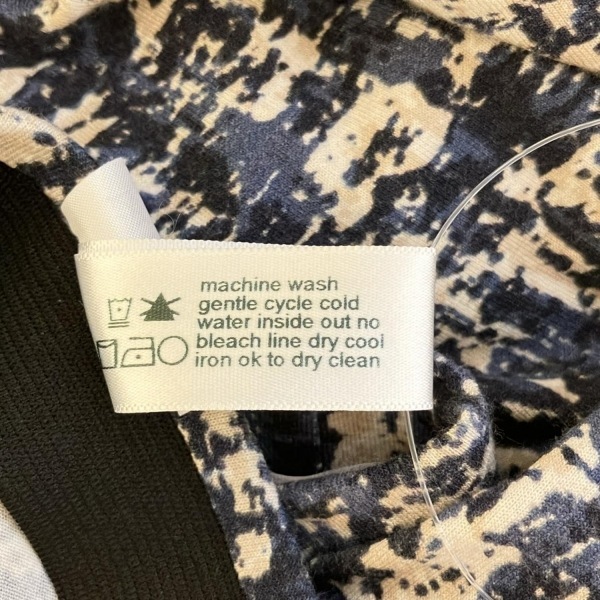 machine wash
gentle cycle cold
water inside out no
bleach line dry cool
iron ok to dry clean